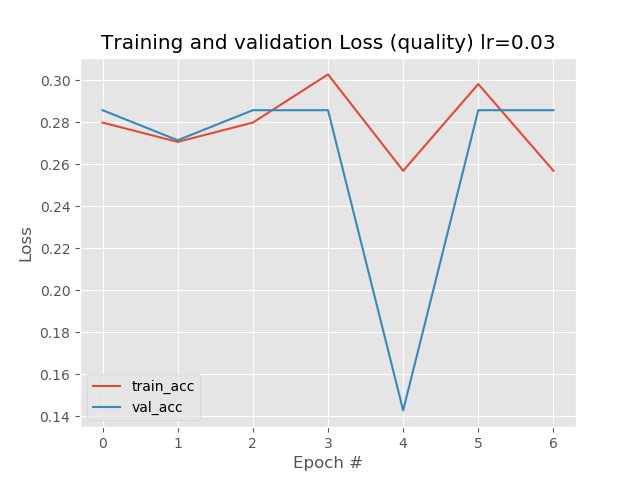 Training and validation Loss (quality) lr=0.03
0.30
0.28
0.26
0.24
0.22
0.20
0.18
0.16
0.14
Loss
train_acc
val_acc
0 1 2 3 4 5 6
Epoch #